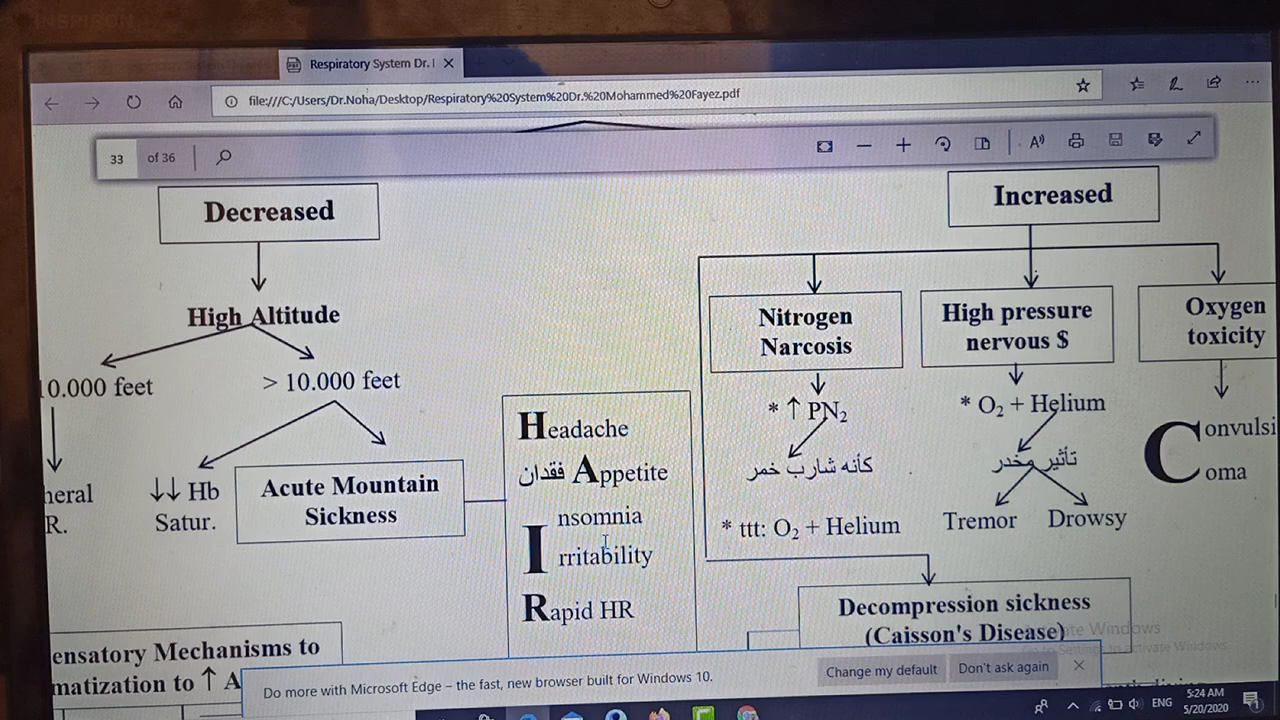 INSPIRON
Respiratory System Dr. I
file:///C:/Users/Dr.Noha/Desktop/Respiratory%20System%20Dr.%20Mohammed%20Fayez.pdf
33 of 36
Decreased
High Altitude
10.000 feet
> 10.000 feet
heral
R.
↓↓ Hb
Satur.
Acute Mountain
Sickness
Headache
فقدان Appetite
Insomnia
Irritability
Rapid HR
ensatory Mechanisms to
matization to ↑ A
Increased
Nitrogen
Narcosis
* ↑ PN₂
كأنه شارب خمر
* ttt: O₂ + Helium
High pressure
nervous $
* O₂ + Helium
تأثير مخدر
Tremor
Drowsy
Oxygen
toxicity
Convulsi
Coma
Decompression sickness
(Caisson's Disease)
Do more with Microsoft Edge – the fast, new browser built for Windows 10.
Change my default
Don't ask again
ENG
5:24 AM
5/20/2020